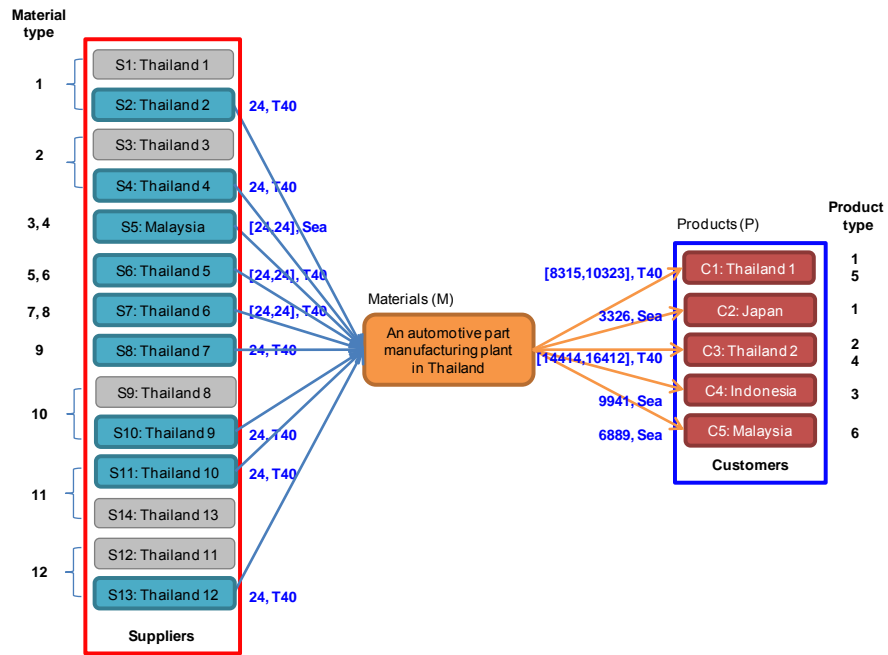 Material
type
1
S1: Thailand 1
S2: Thailand 2
24, T40
2
S3: Thailand 3
S4: Thailand 4
24, T40
3, 4
S5: Malaysia
[24,24], Sea
5, 6
S6: Thailand 5
[24,24], T40
7, 8
S7: Thailand 6
[24,24], T40
9
S8: Thailand 7
24, T40
10
S9: Thailand 8
S10: Thailand 9
24, T40
11
S11: Thailand 10
24, T40
S14: Thailand 13
12
S12: Thailand 11
S13: Thailand 12
24, T40
Suppliers
Materials (M)
An automotive part
manufacturing plant
in Thailand
Products (P)
Product
type
[8315,10323], T40
C1: Thailand 1
1
5
3326, Sea
C2: Japan
1
[14414,16412], T40
C3: Thailand 2
2
4
9941, Sea
C4: Indonesia
3
6889, Sea
C5: Malaysia
6
Customers